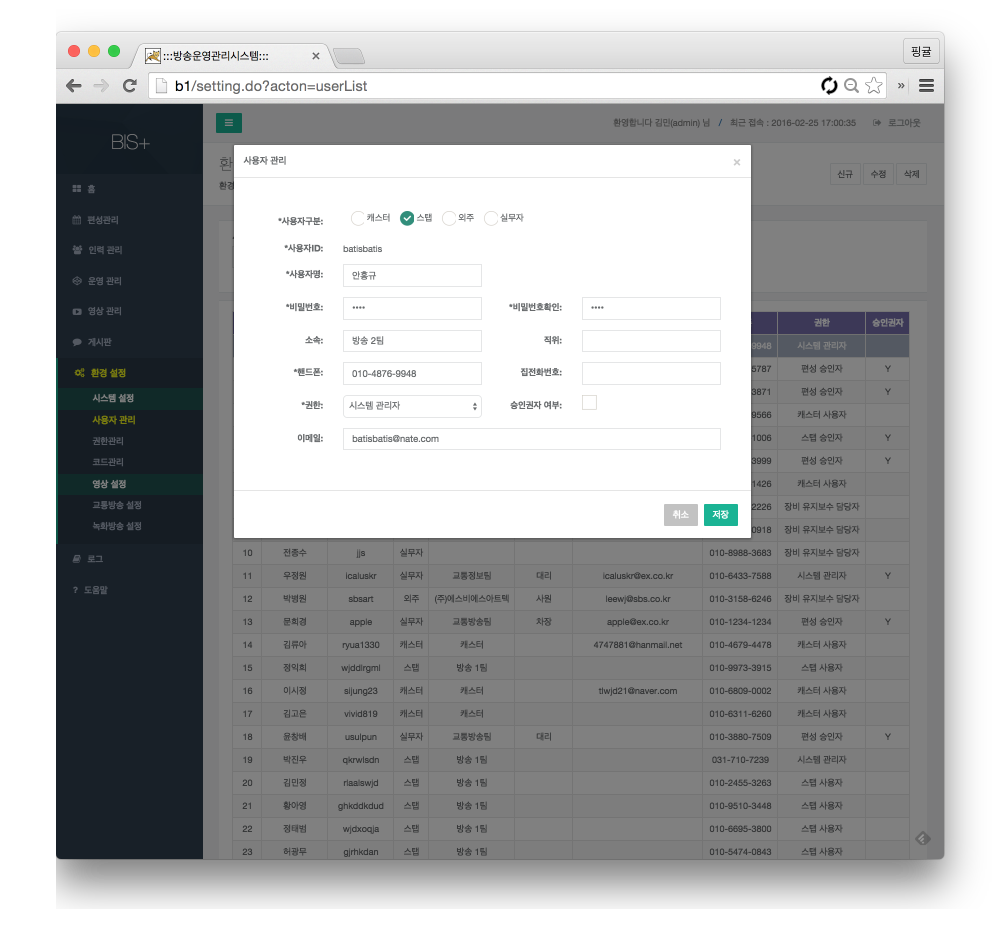 :::방송운영관리시스템::: ×
핑귤
b1/setting.do?acton=userList
»
환영합니다 김민(admin) 님 / 최근 접속 : 2016-02-25 17:00:35 로그아웃
BIS+
홈
편성관리
인력 관리
운영 관리
영상 관리
게시판
환경 설정
시스템 설정
사용자 관리
권한관리
코드관리
영상 설정
교통방송 설정
녹화방송 설정
로그
? 도움말
환
환경
신규 수정 삭제
사용자 관리 ×
*사용자구분: 캐스터 스탭 외주 실무자
*사용자ID: batisbatis
*사용자명: 안홍규
*비밀번호: •••• *비밀번호확인: ••••
소속: 방송 2팀 직위:
*핸드폰: 010-4876-9948 집전화번호:
*권한: 시스템 관리자 승인권자 여부:
이메일: batisbatis@nate.com
취소 저장
권한 승인권자
9948 시스템 관리자
5787 편성 승인자 Y
3871 편성 승인자 Y
9566 캐스터 사용자
1006 스탭 승인자 Y
3999 편성 승인자 Y
1426 캐스터 사용자
2226 장비 유지보수 담당자
0918 장비 유지보수 담당자
10 전종수 jjs 실무자 010-8988-3683 장비 유지보수 담당자
11 우정원 icaluskr 실무자 교통정보팀 대리 icaluskr@ex.co.kr 010-6433-7588 시스템 관리자 Y
12 박병원 sbsart 외주 (주)에스비에스아트텍 사원 leewj@sbs.co.kr 010-3158-6246 장비 유지보수 담당자
13 문희경 apple 실무자 교통방송팀 차장 apple@ex.co.kr 010-1234-1234 편성 승인자 Y
14 김류아 ryua1330 캐스터 캐스터 4747881@hanmail.net 010-4679-4478 캐스터 사용자
15 정익희 wjddlrgml 스탭 방송 1팀 010-9973-3915 스탭 사용자
16 이시정 sijung23 캐스터 캐스터 tlwjd21@naver.com 010-6809-0002 캐스터 사용자
17 김고은 vivid819 캐스터 캐스터 010-6311-6260 캐스터 사용자
18 윤창배 usulpun 실무자 교통방송팀 대리 010-3880-7509 편성 승인자 Y
19 박진우 qkrwlsdn 스탭 방송 1팀 031-710-7239 시스템 관리자
20 김민정 rlaalswjd 스탭 방송 1팀 010-2455-3263 스탭 사용자
21 황아영 ghkddkdud 스탭 방송 1팀 010-9510-3448 스탭 사용자
22 정태범 wjdxoqja 스탭 방송 1팀 010-6695-3800 스탭 사용자
23 허광무 gjrhkdan 스탭 방송 1팀 010-5474-0843 스탭 사용자